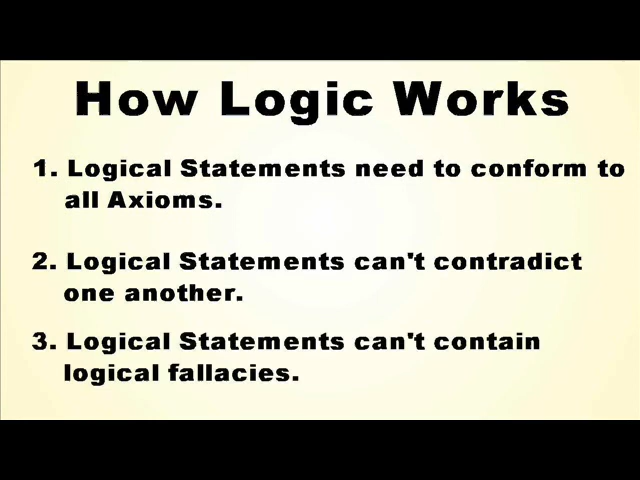 How Logic Works
1. Logical Statements need to conform to
all Axioms.
2. Logical Statements can't contradict
one another.
3. Logical Statements can't contain
logical fallacies.